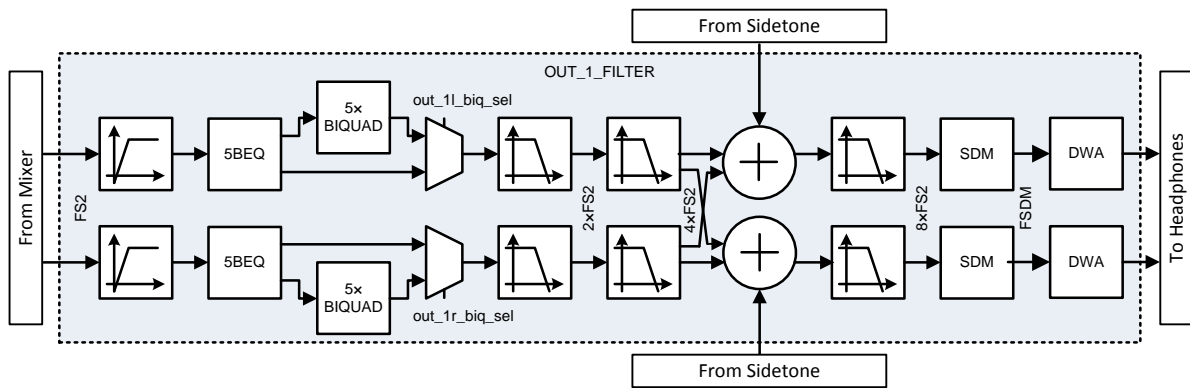 From Sidetone
OUT_1_FILTER
From Mixer
FS2
5BEQ
5×
BIQUAD
out_1l_biq_sel
2×FS2
4×FS2
8×FS2
SDM
FSDM
DWA
To Headphones
5BEQ
5×
BIQUAD
out_1r_biq_sel
SDM
DWA
From Sidetone